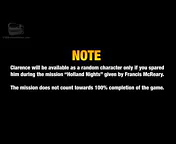 NOTE
Clarence will be available as a random character only if you spared
him during the mission "Holland Nights" given by Francis McReary.
The mission does not count towards 100% completion of the game.